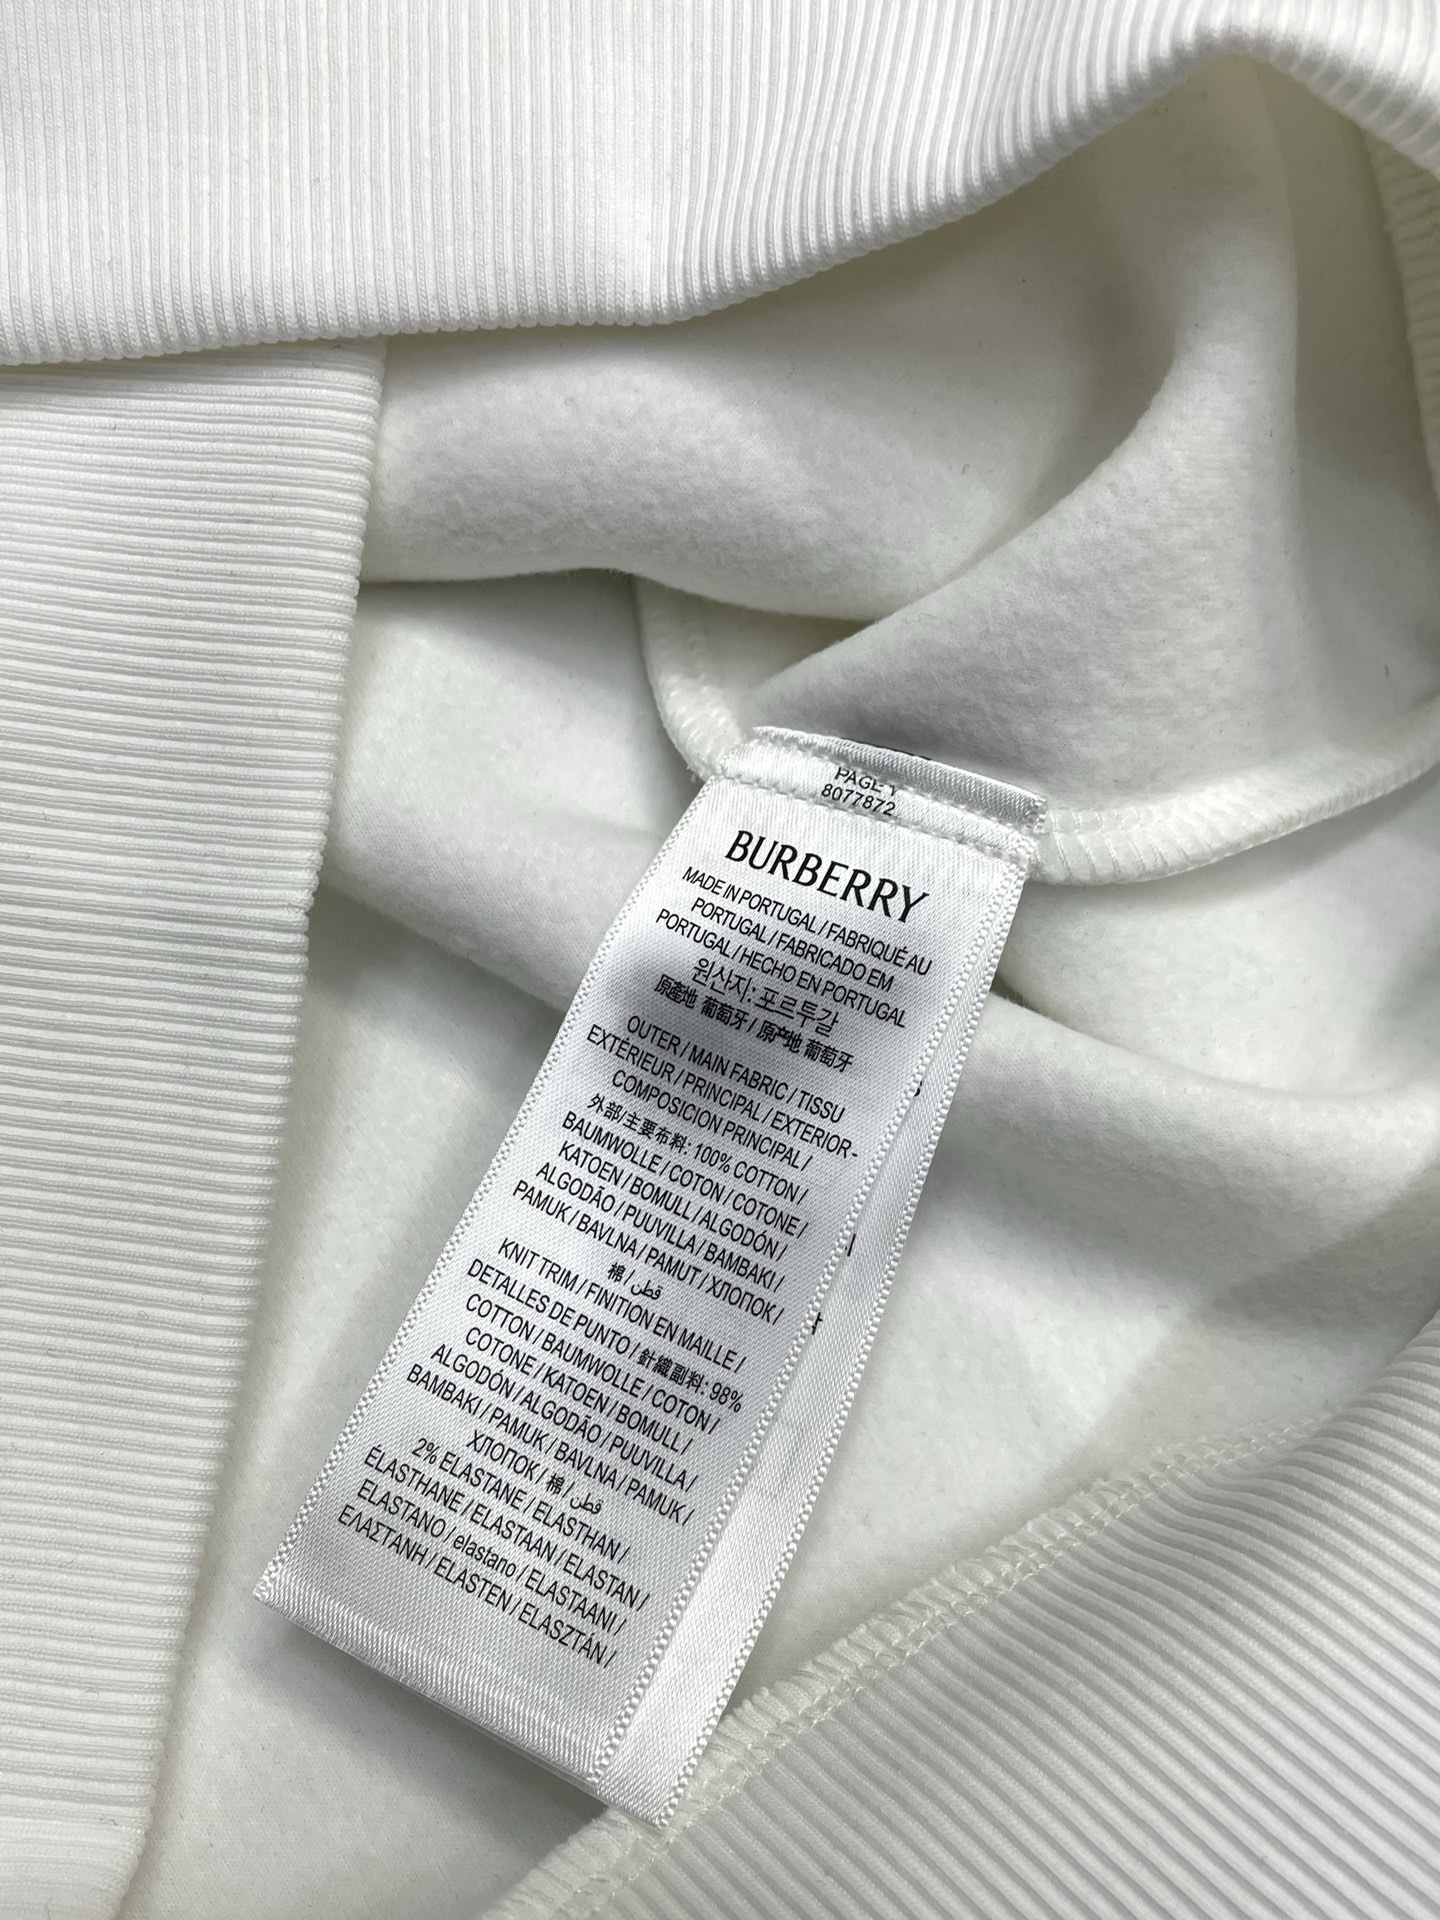 PAGE 1
8077872
BURBERRY
MADE IN PORTUGAL / FABRIQUÉ AU
PORTUGAL / FABRICADO EM
PORTUGAL / HECHO EN PORTUGAL
원산지: 포르투갈
原產地 葡萄牙 / 原产地 葡萄牙
OUTER / MAIN FABRIC / TISSU
EXTÉRIEUR / PRINCIPAL / EXTERIOR-
COMPOSICION PRINCIPAL /
外部/主要布料: 100% COTTON /
BAUMWOLLE / COTON / COTONE /
KATOEN / BOMULL / ALGODÓN /
ALGODÃO / PUUVILLA / BAMBAKI /
PAMUK / BAVLNA / PAMUT / ХЛОПОК /
棉 / قطن
KNIT TRIM / FINITION EN MAILLE /
DETALLES DE PUNTO / 針織副料: 98%
COTTON / BAUMWOLLE / COTON /
COTONE / KATOEN / BOMULL /
ALGODÓN / ALGODÃO / PUUVILLA /
BAMBAKI / PAMUK / BAVLNA / PAMUK /
ХЛОПОК / 棉 / قطن
2% ELASTANE / ELASTHAN /
ÉLASTHANE / ELASTAAN / ELASTAN /
ELASTANO / elastano / ELASTAANI /
ΕΛΑΣΤΑΝΗ / ELASTEN / ELASZTÁN /